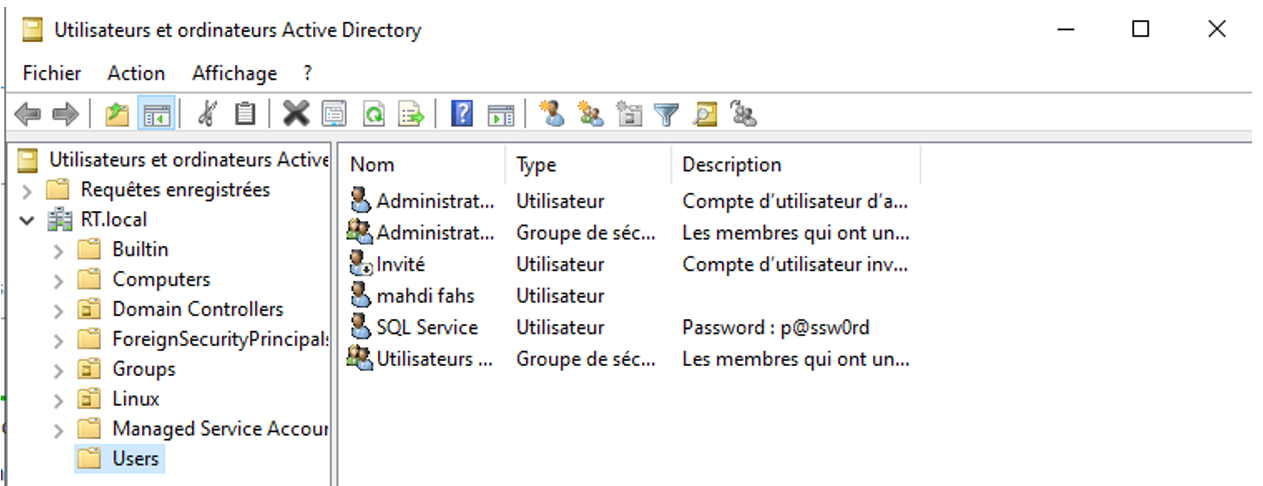 Utilisateurs et ordinateurs Active Directory
Fichier Action Affichage ?
Utilisateurs et ordinateurs Active
Requêtes enregistrées
RT.local
Builtin
Computers
Domain Controllers
ForeignSecurityPrincipals
Groups
Linux
Managed Service Accour
Users
Nom Type Description
Administrat... Utilisateur Compte d'utilisateur d'a...
Administrat... Groupe de séc... Les membres qui ont un...
Invité Utilisateur Compte d'utilisateur inv...
mahdi fahs Utilisateur
SQL Service Utilisateur Password : p@ssw0rd
Utilisateurs ... Groupe de séc... Les membres qui ont un...